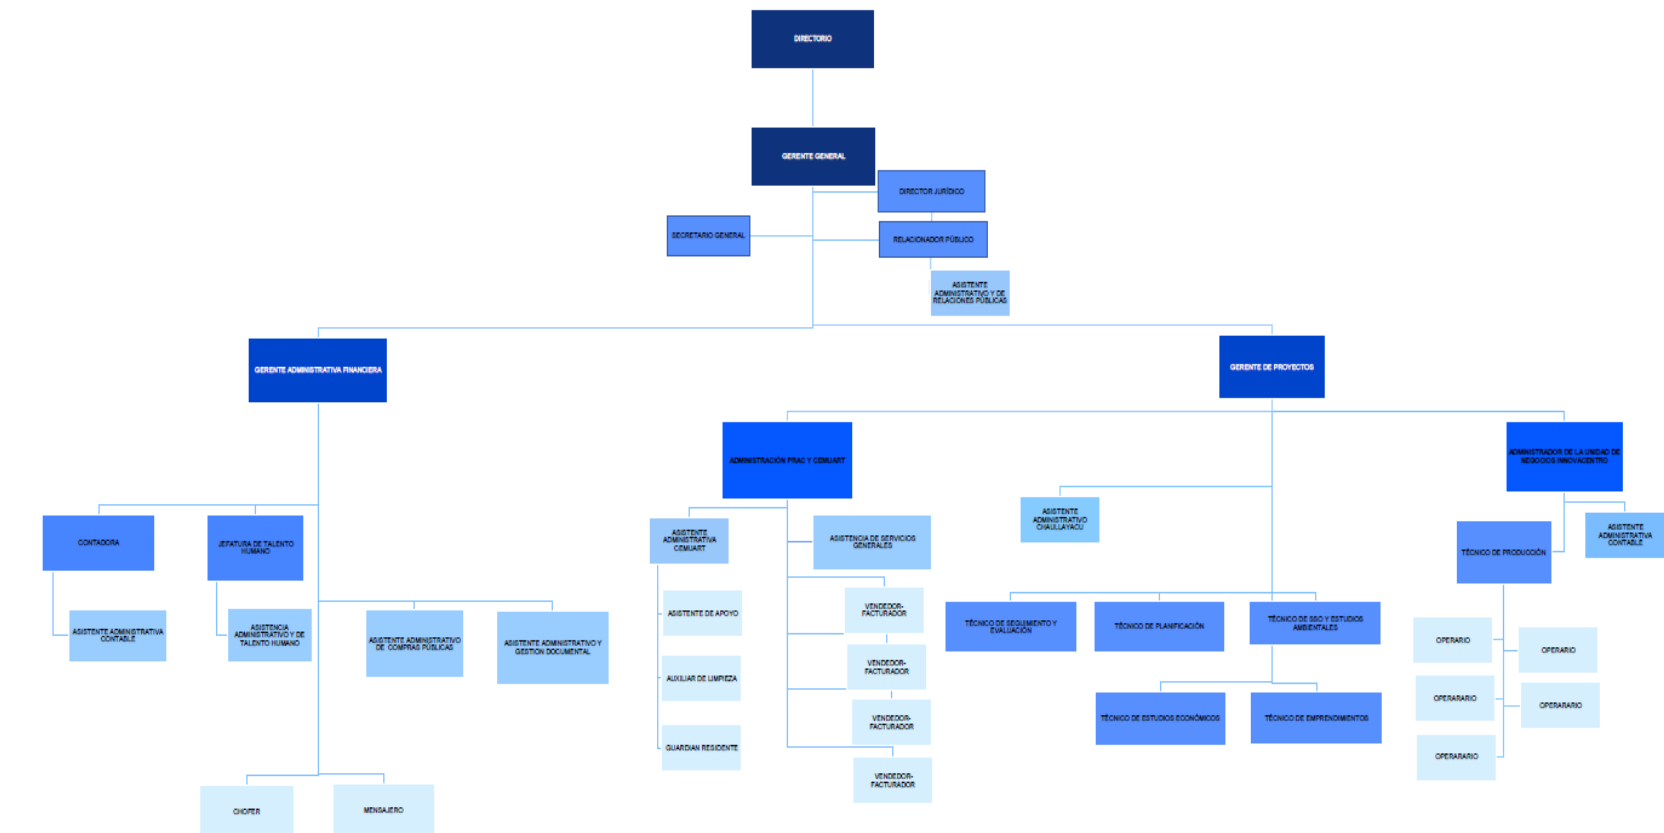 DIRECTORIO
GERENTE GENERAL
DIRECTOR JURÍDICO
SECRETARIO GENERAL
RELACIONADOR PÚBLICO
ASISTENTE
ADMINISTRATIVO Y DE
RELACIONES PÚBLICAS
GERENTE ADMINISTRATIVA FINANCIERA
GERENTE DE PROYECTOS
ADMINISTRACIÓN PRAC Y CEMUART
ADMINISTRADOR DE LA UNIDAD DE
NEGOCIOS INNOVACENTRO
CONTADORA
JEFATURA DE TALENTO
HUMANO
ASISTENTE
ADMINISTRATIVA
CEMUART
ASISTENCIA DE SERVICIOS
GENERALES
ASISTENTE
ADMINISTRATIVO
CHAULLAYACU
TÉCNICO DE PRODUCCIÓN
ASISTENTE
ADMINISTRATIVA
CONTABLE
ASISTENTE ADMINISTRATIVA
CONTABLE
ASISTENCIA
ADMINISTRATIVO Y DE
TALENTO HUMANO
ASISTENTE ADMINISTRATIVO
DE COMPRAS PÚBLICAS
ASISTENTE ADMINISTRATIVO Y
GESTION DOCUMENTAL
ASISTENTE DE APOYO
VENDEDOR-
FACTURADOR
TÉCNICO DE SEGUIMIENTO Y
EVALUACIÓN
TÉCNICO DE PLANIFICACIÓN
TÉCNICO DE SSO Y ESTUDIOS
AMBIENTALES
OPERARIO
OPERARIO
AUXILIAR DE LIMPIEZA
VENDEDOR-
FACTURADOR
OPERARARIO
OPERARARIO
VENDEDOR-
FACTURADOR
TÉCNICO DE ESTUDIOS ECONÓMICOS
TÉCNICO DE EMPRENDIMIENTOS
GUARDIAN RESIDENTE
OPERARARIO
VENDEDOR-
FACTURADOR
CHOFER
MENSAJERO